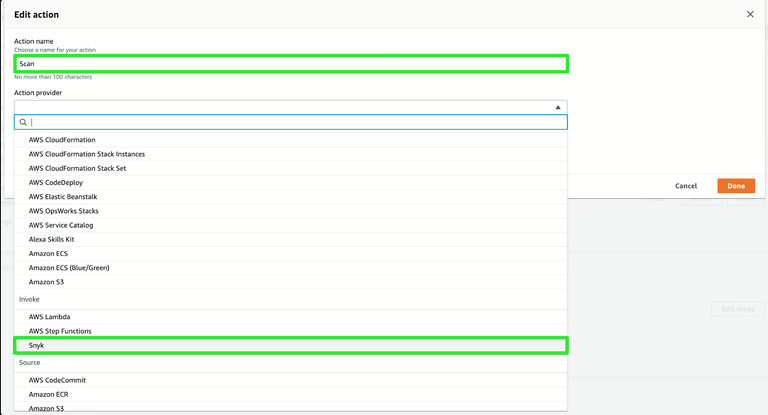 Edit action
Action name
Choose a name for your action
Scan
No more than 100 characters
Action provider
AWS CloudFormation
AWS CloudFormation Stack Instances
AWS CloudFormation Stack Set
AWS CodeDeploy
AWS Elastic Beanstalk
AWS OpsWorks Stacks
AWS Service Catalog
Alexa Skills Kit
Amazon ECS
Amazon ECS (Blue/Green)
Amazon S3
Invoke
AWS Lambda
AWS Step Functions
Snyk
Source
AWS CodeCommit
Amazon ECR
Amazon S3
Cancel
Done
Edit stage